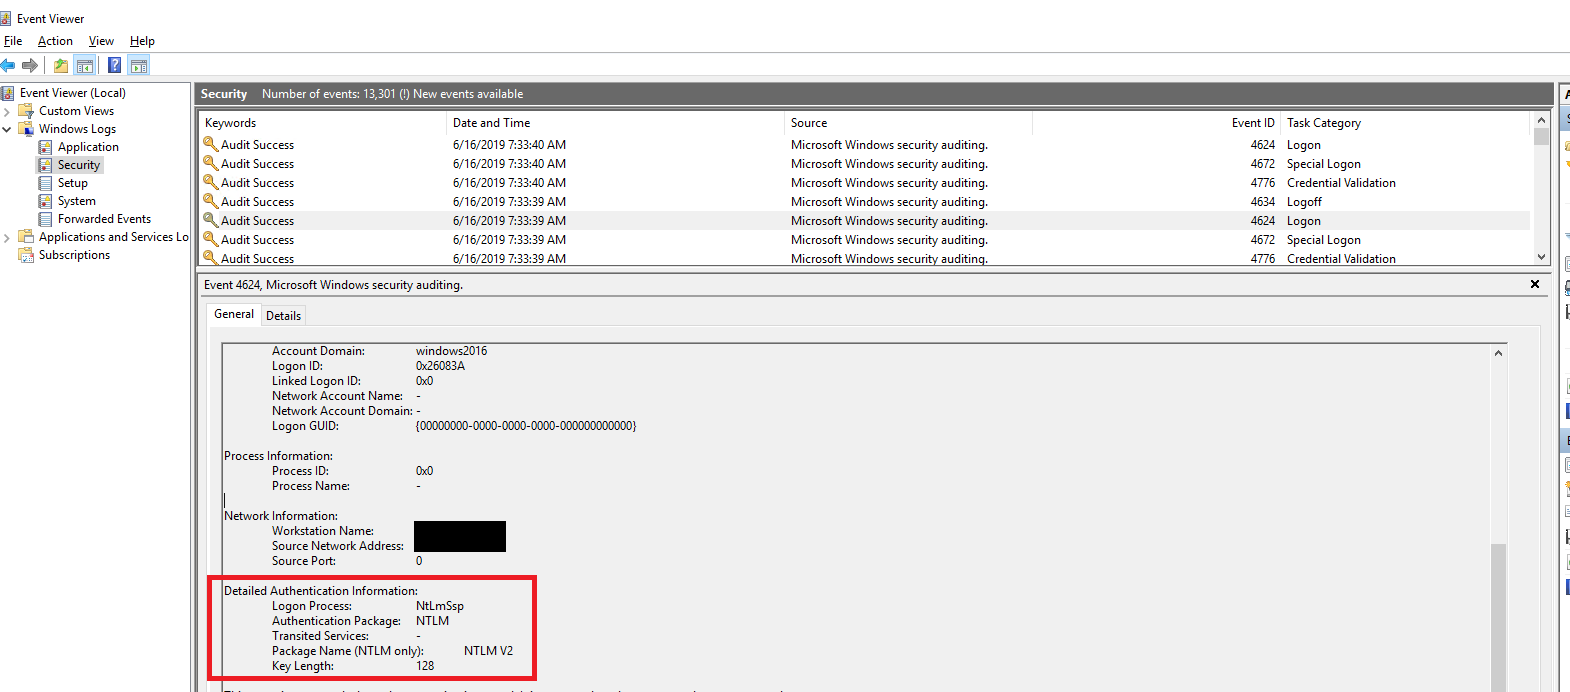 Event Viewer
File Action View Help
Event Viewer (Local)
Custom Views
Windows Logs
Application
Security
Setup
System
Forwarded Events
Applications and Services Lo
Subscriptions
Security Number of events: 13,301 (!) New events available
Keywords Date and Time Source Event ID Task Category
Audit Success 6/16/2019 7:33:40 AM Microsoft Windows security auditing. 4624 Logon
Audit Success 6/16/2019 7:33:40 AM Microsoft Windows security auditing. 4672 Special Logon
Audit Success 6/16/2019 7:33:40 AM Microsoft Windows security auditing. 4776 Credential Validation
Audit Success 6/16/2019 7:33:39 AM Microsoft Windows security auditing. 4634 Logoff
Audit Success 6/16/2019 7:33:39 AM Microsoft Windows security auditing. 4624 Logon
Audit Success 6/16/2019 7:33:39 AM Microsoft Windows security auditing. 4672 Special Logon
Audit Success 6/16/2019 7:33:39 AM Microsoft Windows security auditing. 4776 Credential Validation
Event 4624, Microsoft Windows security auditing.
General Details
Account Domain: windows2016
Logon ID: 0x26083A
Linked Logon ID: 0x0
Network Account Name: -
Network Account Domain: -
Logon GUID: {00000000-0000-0000-0000-000000000000}
Process Information:
Process ID: 0x0
Process Name: -
Network Information:
Workstation Name:
Source Network Address:
Source Port: 0
Detailed Authentication Information:
Logon Process: NtLmSsp
Authentication Package: NTLM
Transited Services: -
Package Name (NTLM only): NTLM V2
Key Length: 128